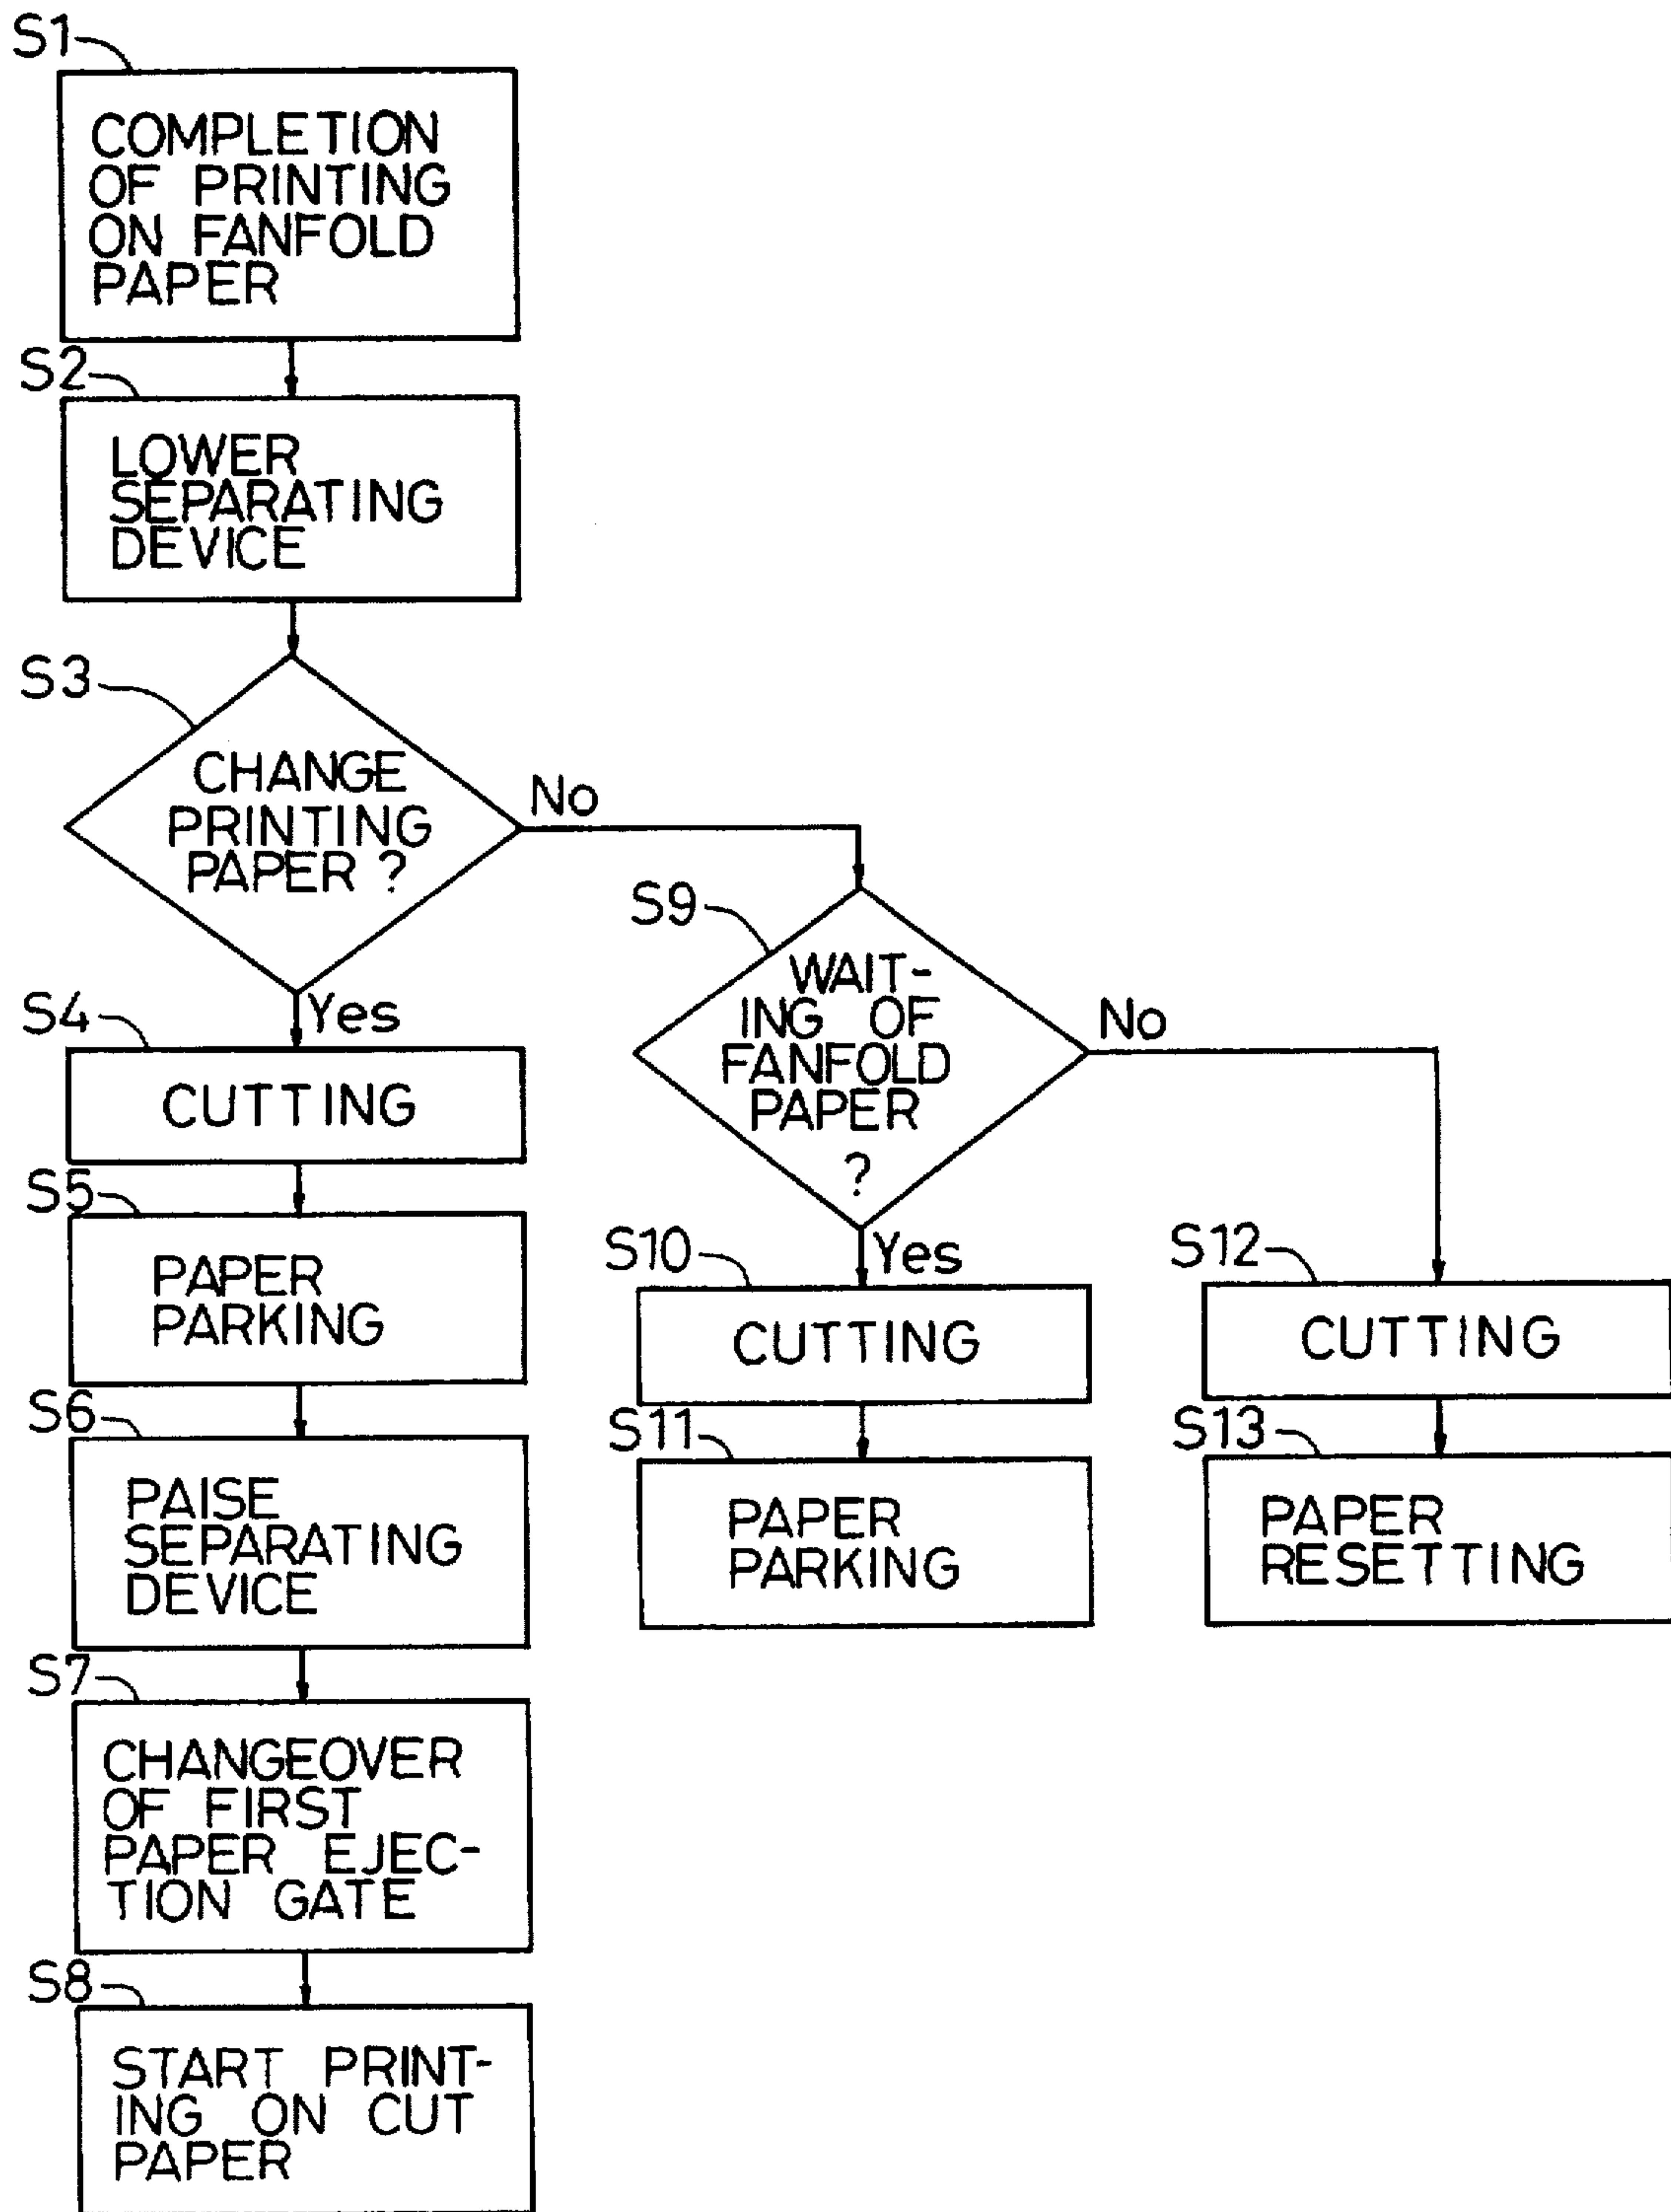 S1
COMPLETION
OF PRINTING
ON FANFOLD
PAPER
S2
LOWER
SEPARATING
DEVICE
S3
CHANGE
PRINTING
PAPER ?
No
Yes
S4
CUTTING
S5
PAPER
PARKING
S6
PAISE
SEPARATING
DEVICE
S7
CHANGEOVER
OF FIRST
PAPER EJEC-
TION GATE
S8
START PRINT-
ING ON CUT
PAPER
S9
WAIT-
ING OF
FANFOLD
PAPER
?
No
Yes
S10
CUTTING
S11
PAPER
PARKING
S12
CUTTING
S13
PAPER
RESETTING